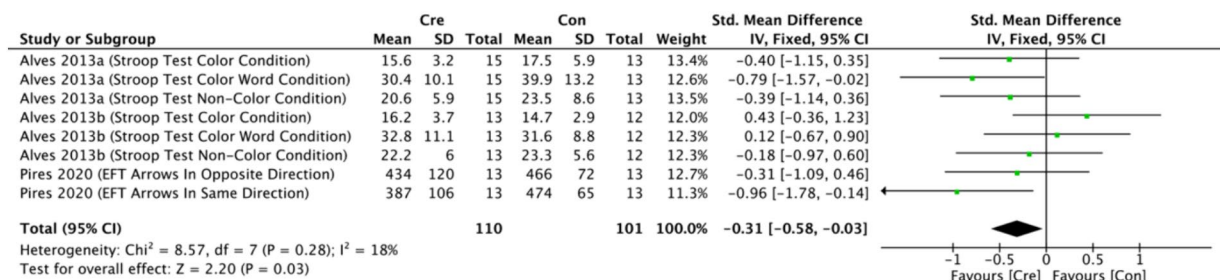 Cre Con Std. Mean Difference Std. Mean Difference
Study or Subgroup Mean SD Total Mean SD Total Weight IV, Fixed, 95% CI IV, Fixed, 95% CI
Alves 2013a (Stroop Test Color Condition) 15.6 3.2 15 17.5 5.9 13 13.4% -0.40 [-1.15, 0.35]
Alves 2013a (Stroop Test Color Word Condition) 30.4 10.1 15 39.9 13.2 13 12.6% -0.79 [-1.57, -0.02]
Alves 2013a (Stroop Test Non-Color Condition) 20.6 5.9 15 23.5 8.6 13 13.5% -0.39 [-1.14, 0.36]
Alves 2013b (Stroop Test Color Condition) 16.2 3.7 13 14.7 2.9 12 12.0% 0.43 [-0.36, 1.23]
Alves 2013b (Stroop Test Color Word Condition) 32.8 11.1 13 31.6 8.8 12 12.4% 0.12 [-0.67, 0.90]
Alves 2013b (Stroop Test Non-Color Condition) 22.2 6 13 23.3 5.6 12 12.3% -0.18 [-0.97, 0.60]
Pires 2020 (EFT Arrows In Opposite Direction) 434 120 13 466 72 13 12.7% -0.31 [-1.09, 0.46]
Pires 2020 (EFT Arrows In Same Direction) 387 106 13 474 65 13 11.3% -0.96 [-1.78, -0.14]
Total (95% CI) 110 101 100.0% -0.31 [-0.58, -0.03]
Heterogeneity: Chi² = 8.57, df = 7 (P = 0.28); I² = 18%
Test for overall effect: Z = 2.20 (P = 0.03)
-1 -0.5 0 0.5 1
Favours [Cre] Favours [Con]